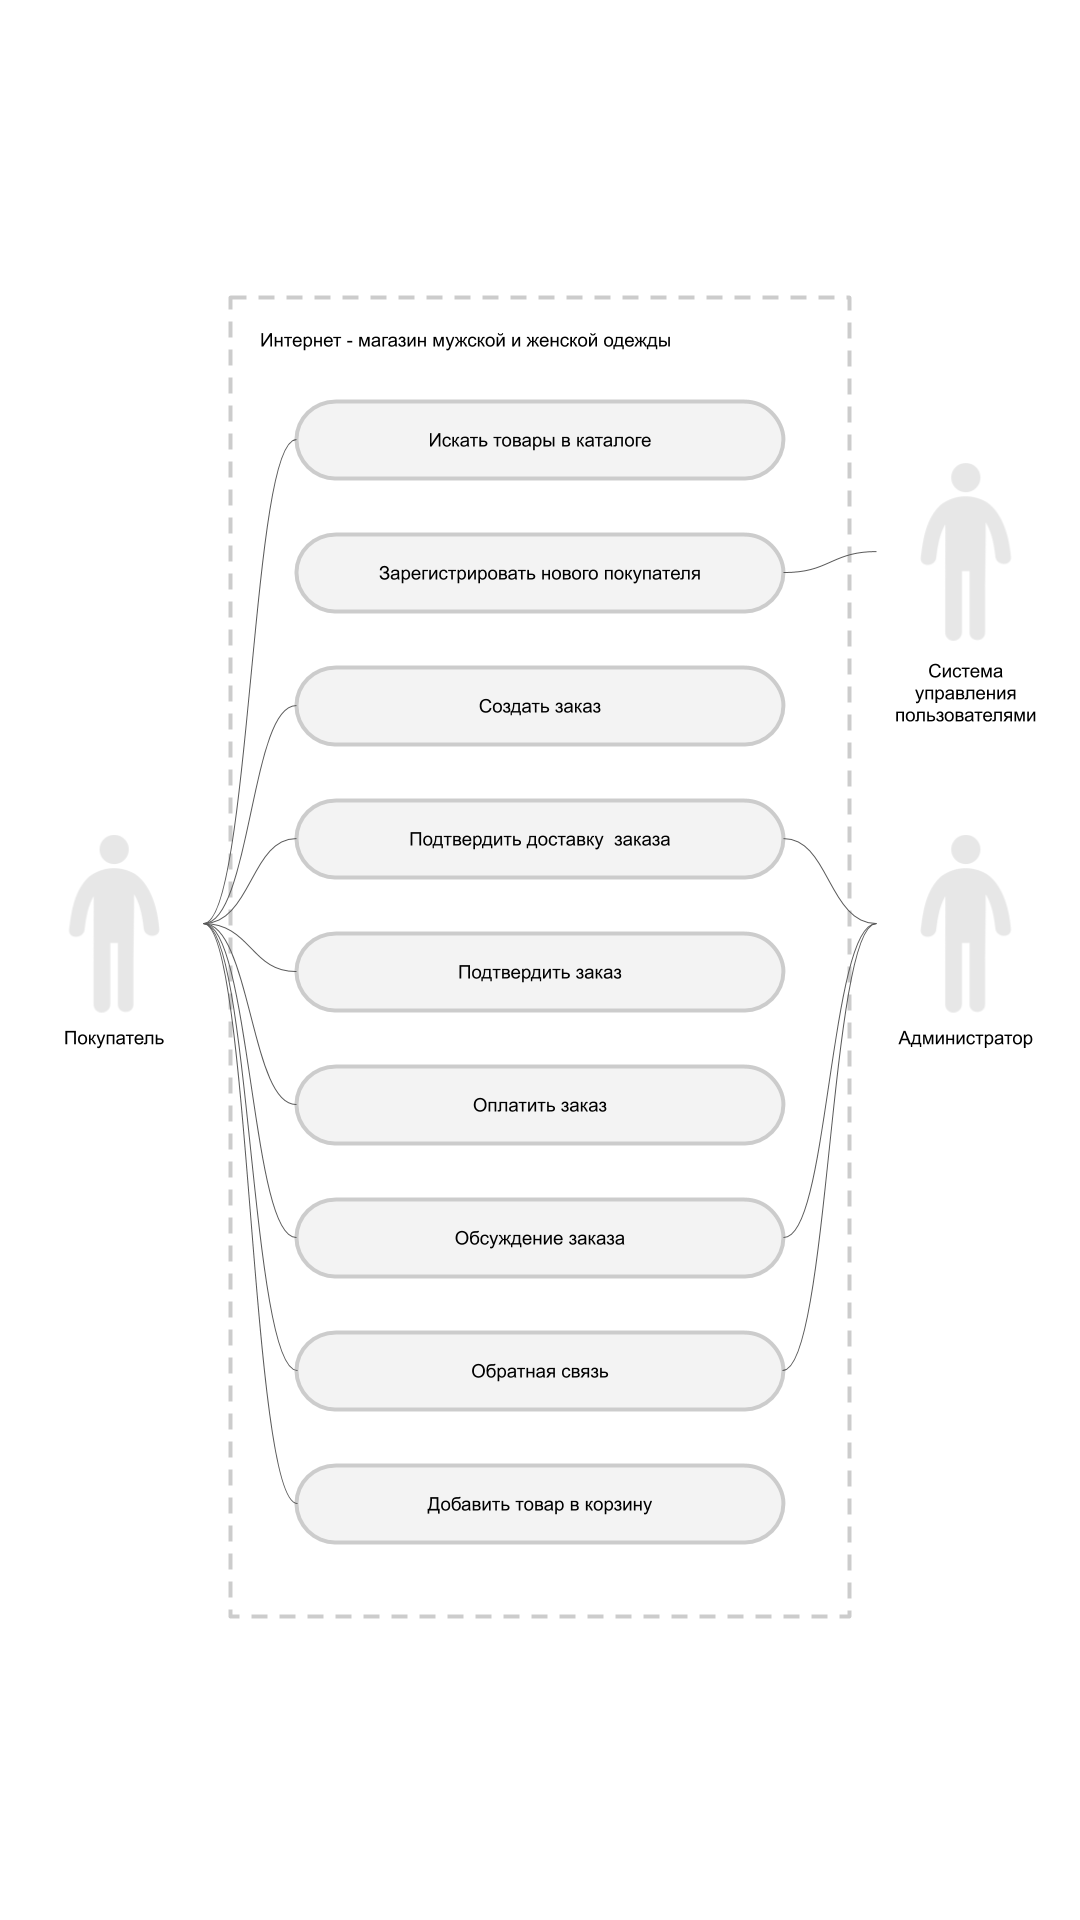 Интернет - магазин мужской и женской одежды
Искать товары в каталоге
Зарегистрировать нового покупателя
Система
управления
пользователями
Создать заказ
Подтвердить доставку  заказа
Подтвердить заказ
Покупатель
Администратор
Оплатить заказ
Обсуждение заказа
Обратная связь
Добавить товар в корзину